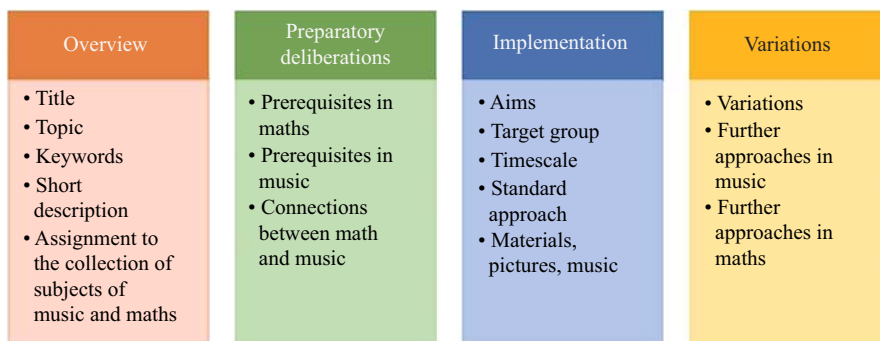 Overview
• Title
• Topic
• Keywords
• Short
description
• Assignment to
the collection of
subjects of
music and maths
Preparatory
deliberations
• Prerequisites in
maths
• Prerequisites in
music
• Connections
between math
and music
Implementation
• Aims
• Target group
• Timescale
• Standard
approach
• Materials,
pictures, music
Variations
• Variations
• Further
approaches in
music
• Further
approaches in
maths